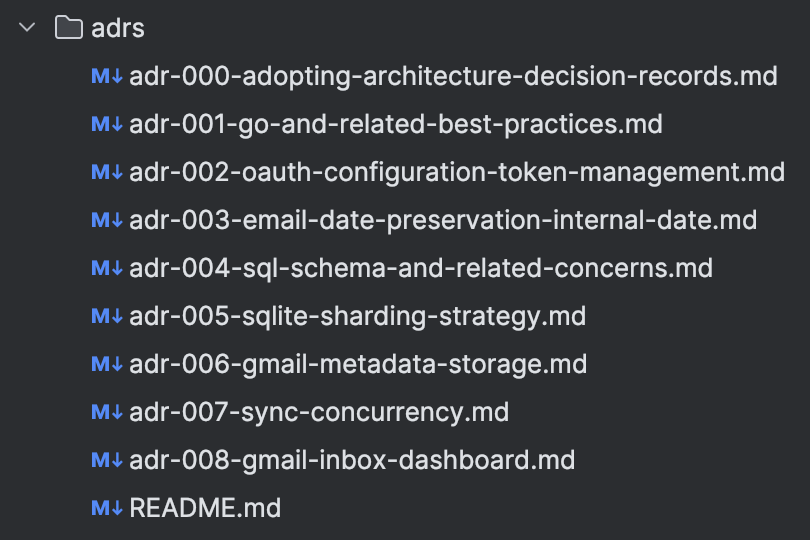 adrs
M↓ adr-000-adopting-architecture-decision-records.md
M↓ adr-001-go-and-related-best-practices.md
M↓ adr-002-oauth-configuration-token-management.md
M↓ adr-003-email-date-preservation-internal-date.md
M↓ adr-004-sql-schema-and-related-concerns.md
M↓ adr-005-sqlite-sharding-strategy.md
M↓ adr-006-gmail-metadata-storage.md
M↓ adr-007-sync-concurrency.md
M↓ adr-008-gmail-inbox-dashboard.md
M↓ README.md